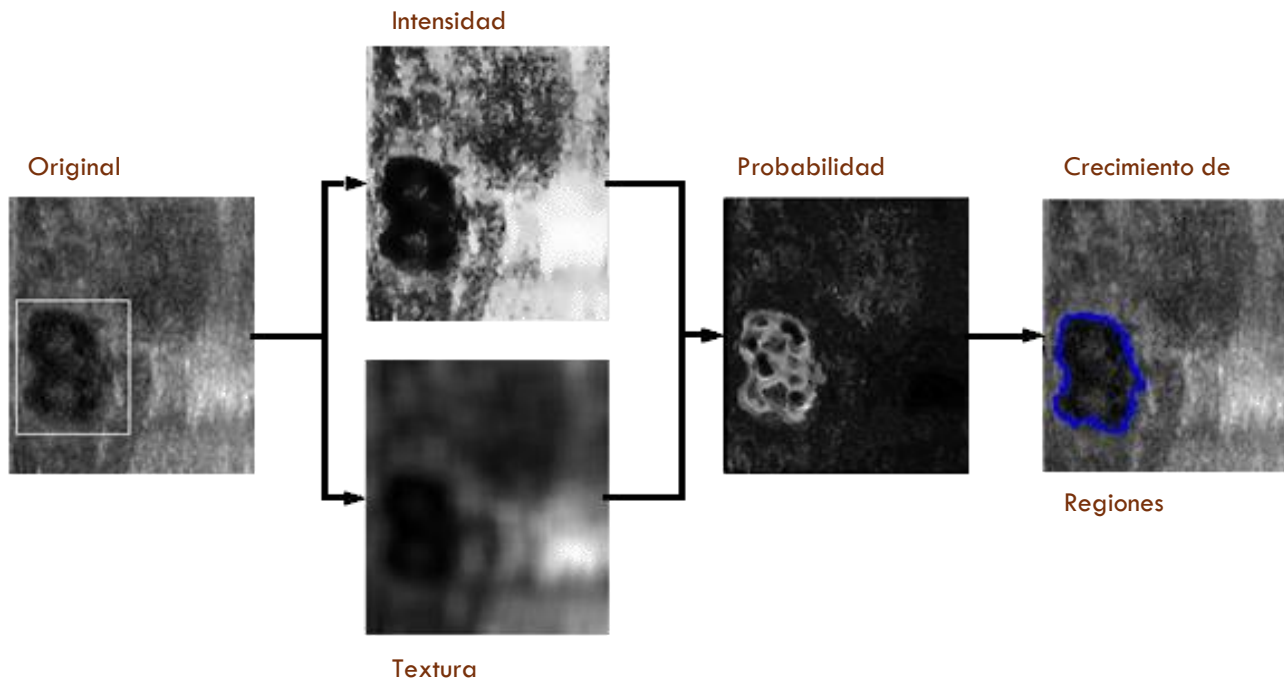 Intensidad
Original
Probabilidad
Crecimiento de
Regiones
Textura